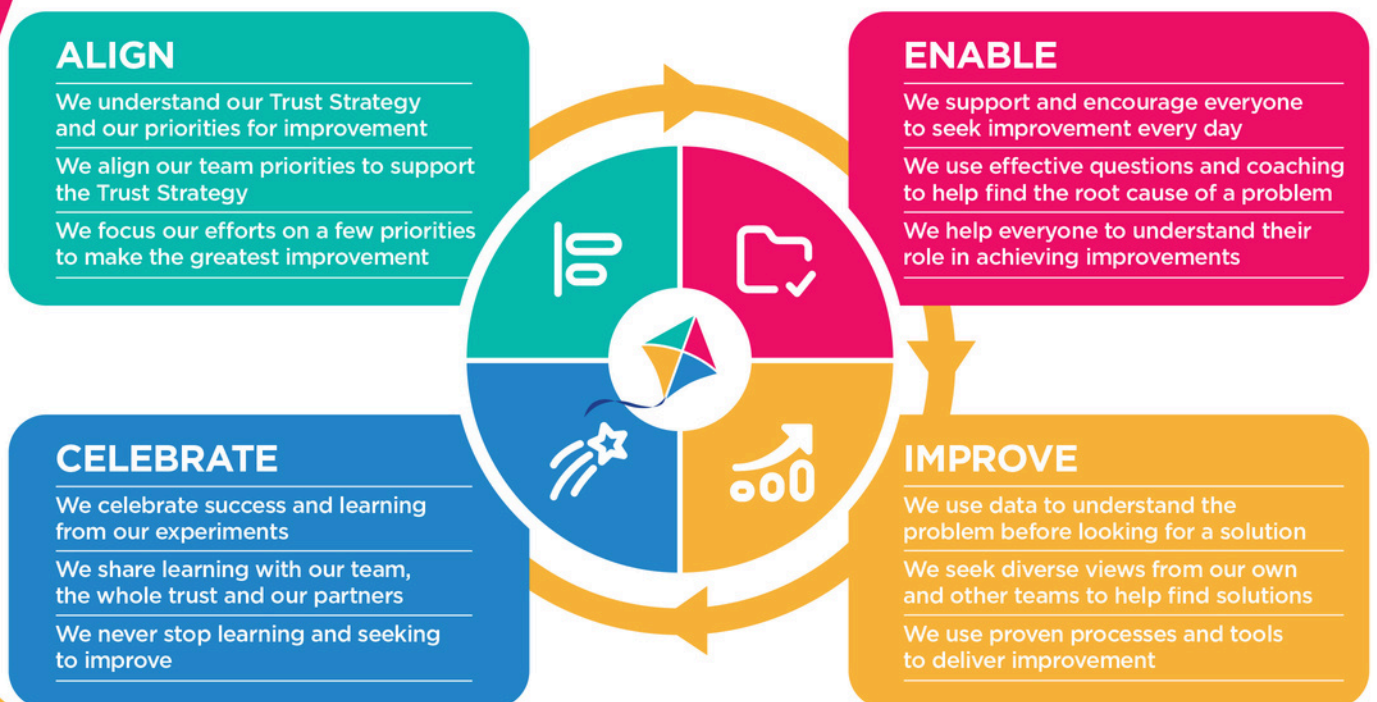 ALIGN
We understand our Trust Strategy
and our priorities for improvement
We align our team priorities to support
the Trust Strategy
We focus our efforts on a few priorities
to make the greatest improvement
ENABLE
We support and encourage everyone
to seek improvement every day
We use effective questions and coaching
to help find the root cause of a problem
We help everyone to understand their
role in achieving improvements
CELEBRATE
We celebrate success and learning
from our experiments
We share learning with our team,
the whole trust and our partners
We never stop learning and seeking
to improve
IMPROVE
We use data to understand the
problem before looking for a solution
We seek diverse views from our own
and other teams to help find solutions
We use proven processes and tools
to deliver improvement